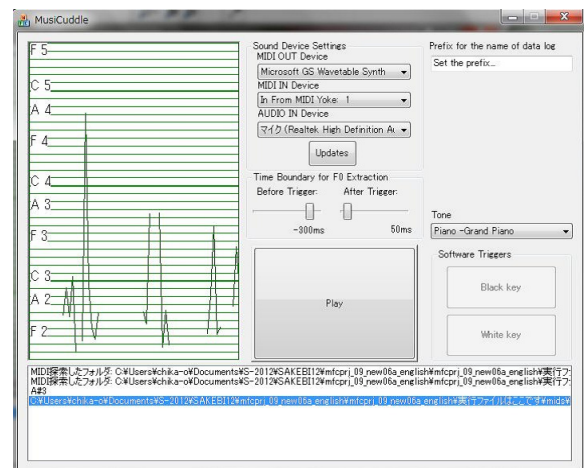 MusiCuddle
F 5
C 5
A 4
F 4
C 4
A 3
F 3
C 3
A 2
F 2
Sound Device Settings
MIDI OUT Device
Microsoft GS Wavetable Synth
MIDI IN Device
In From MIDI Yoke: 1
AUDIO IN Device
マイク (Realtek High Definition Au
Updates
Time Boundary for F0 Extraction
Before Trigger: After Trigger:
-300ms 50ms
Play
Prefix for the name of data log
Set the prefix...
Tone
Piano -Grand Piano
Software Triggers
Black key
White key
MIDI探索したフォルダ: C:¥Users¥chika-o¥Documents¥S-2012¥SAKEBI12¥mfcprj_09_new06a_english¥mfcprj_09_new06a_english¥実行フ
MIDI探索したフォルダ: C:¥Users¥chika-o¥Documents¥S-2012¥SAKEBI12¥mfcprj_09_new06a_english¥mfcprj_09_new06a_english¥実行フ
A#3
C:¥Users¥chika-o¥Documents¥S-2012¥SAKEBI12¥mfcprj_09_new06a_english¥mfcprj_09_new06a_english¥実行ファイルはここです¥mids¥